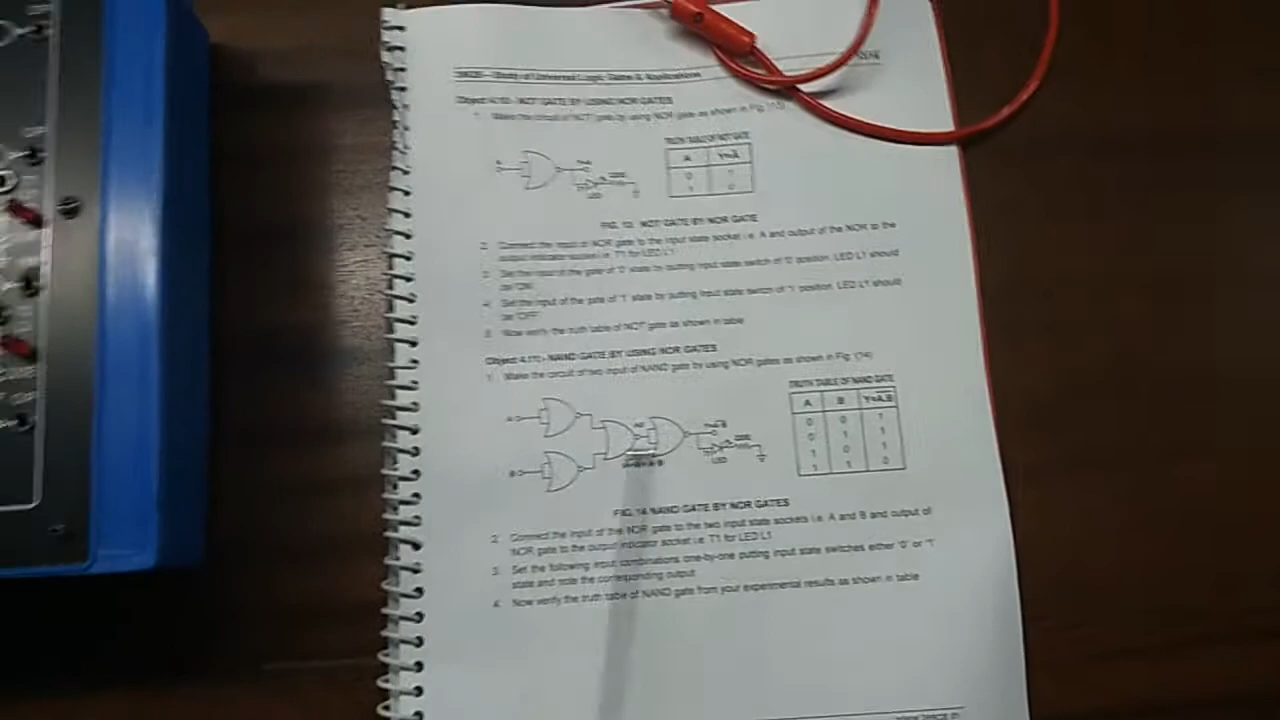 Study of Universal Logic Gates & Applications
Object 4.10:- NOT GATE BY USING NOR GATES
1. Make the circuit of NOT gate by using NOR gate as shown in Fig. (13)
TRUTH TABLE OF NOT GATE
A Y=A̅
0 1
1 0
A
LED
FIG. 13 NOT GATE BY NOR GATE
2. Connect the input of NOR gate to the input state socket i.e. A and output of the NOR to the
output indicator socket i.e. T1 for LED L1
3. Set the input of the gate of '0' state by putting input state switch of '0' position. LED L1 should
be 'ON'
4. Set the input of the gate of '1' state by putting input state switch of '1' position. LED L1 should
be 'OFF'
5. Now verify the truth table of NOT gate as shown in table
Object 4.11:- NAND GATE BY USING NOR GATES
1. Make the circuit of two input of NAND gate by using NOR gates as shown in Fig. (14)
TRUTH TABLE OF NAND GATE
A B Y=A̅.̅B̅
0 0 1
0 1 1
1 0 1
1 1 0
A
B
LED
FIG. 14 NAND GATE BY NOR GATES
2. Connect the input of this NOR gate to the two input state sockets i.e. A and B and output of
NOR gate to the output indicator socket i.e. T1 for LED L1
3. Set the following input combinations one-by-one putting input state switches either '0' or '1'
state and note the corresponding output
4. Now verify the truth table of NAND gate from your experimental results as shown in table